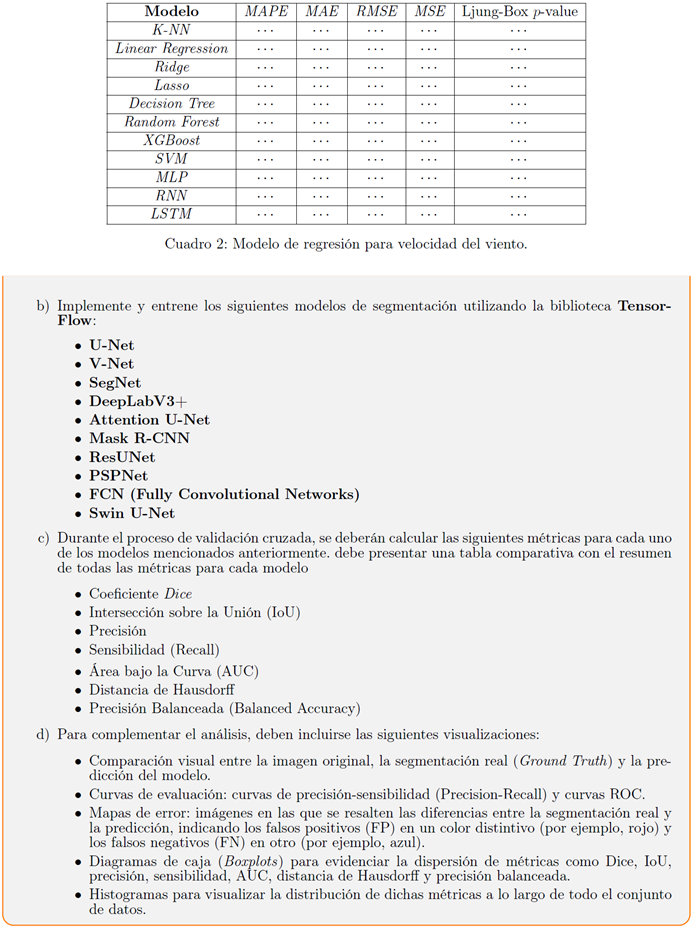 Modelo MAPE MAE RMSE MSE Ljung-Box p-value
K-NN ... ... ... ... ...
Linear Regression ... ... ... ... ...
Ridge ... ... ... ... ...
Lasso ... ... ... ... ...
Decision Tree ... ... ... ... ...
Random Forest ... ... ... ... ...
XGBoost ... ... ... ... ...
SVM ... ... ... ... ...
MLP ... ... ... ... ...
RNN ... ... ... ... ...
LSTM ... ... ... ... ...
Cuadro 2: Modelo de regresión para velocidad del viento.
b) Implemente y entrene los siguientes modelos de segmentación utilizando la biblioteca Tensor-
Flow:
• U-Net
• V-Net
• SegNet
• DeepLabV3+
• Attention U-Net
• Mask R-CNN
• ResUNet
• PSPNet
• FCN (Fully Convolutional Networks)
• Swin U-Net
c) Durante el proceso de validación cruzada, se deberán calcular las siguientes métricas para cada uno
de los modelos mencionados anteriormente. debe presentar una tabla comparativa con el resumen
de todas las métricas para cada modelo
• Coeficiente Dice
• Intersección sobre la Unión (IoU)
• Precisión
• Sensibilidad (Recall)
• Área bajo la Curva (AUC)
• Distancia de Hausdorff
• Precisión Balanceada (Balanced Accuracy)
d) Para complementar el análisis, deben incluirse las siguientes visualizaciones:
• Comparación visual entre la imagen original, la segmentación real (Ground Truth) y la pre-
dicción del modelo.
• Curvas de evaluación: curvas de precisión-sensibilidad (Precision-Recall) y curvas ROC.
• Mapas de error: imágenes en las que se resalten las diferencias entre la segmentación real y
la predicción, indicando los falsos positivos (FP) en un color distintivo (por ejemplo, rojo) y
los falsos negativos (FN) en otro (por ejemplo, azul).
• Diagramas de caja (Boxplots) para evidenciar la dispersión de métricas como Dice, IoU,
precisión, sensibilidad, AUC, distancia de Hausdorff y precisión balanceada.
• Histogramas para visualizar la distribución de dichas métricas a lo largo de todo el conjunto
de datos.